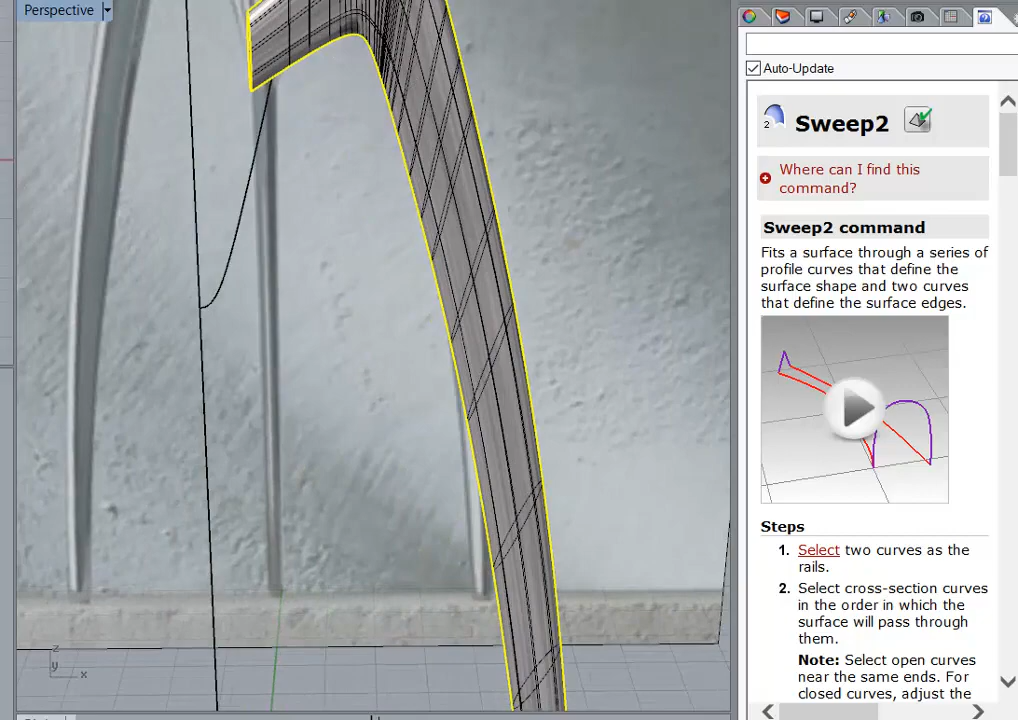 Perspective
Auto-Update
2
Sweep2
Where can I find this
command?
Sweep2 command
Fits a surface through a series of
profile curves that define the
surface shape and two curves
that define the surface edges.
Steps
1. Select two curves as the
rails.
2. Select cross-section curves
in the order in which the
surface will pass through
them.
Note: Select open curves
near the same ends. For
closed curves, adjust the
z
y
x